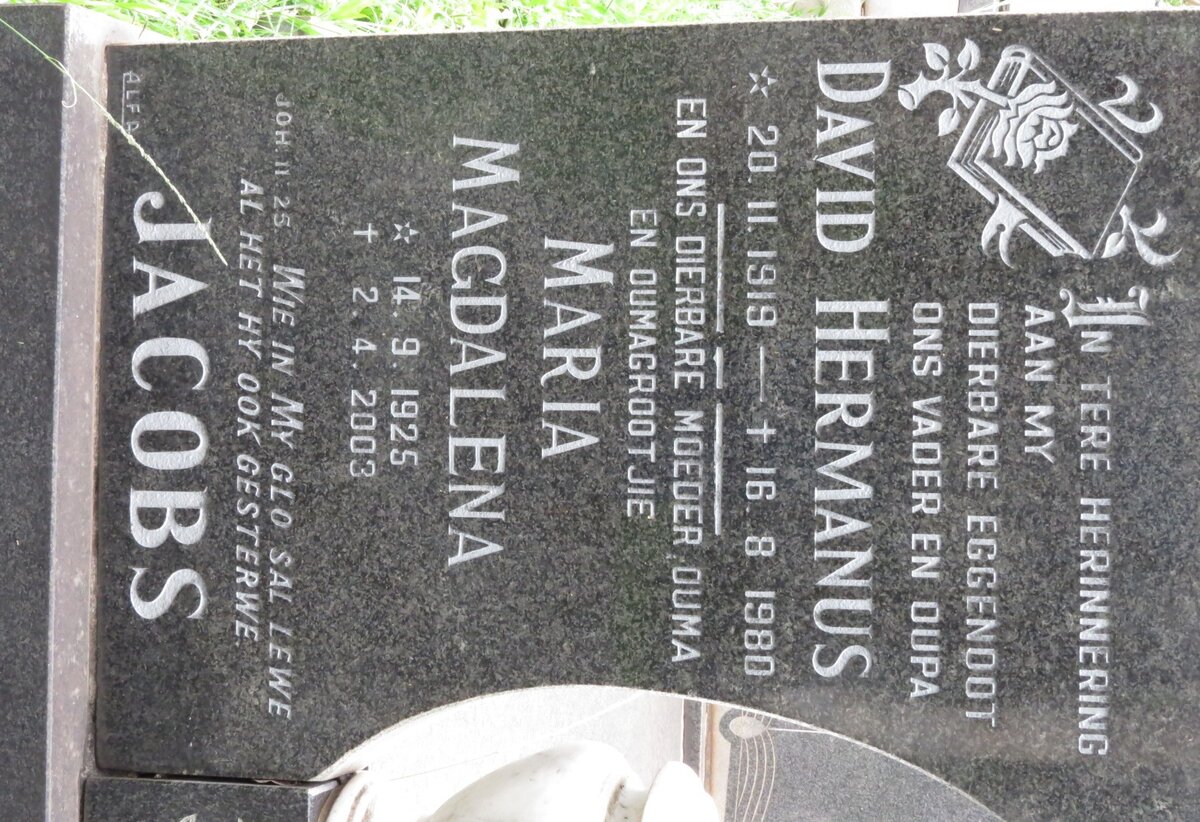 IN TERE HERINNERING
AAN MY
DIERBARE EGGENOOT
ONS VADER EN OUPA
DAVID HERMANUS
☆ 20. 11. 1919 — † 16. 8 1980
EN ONS DIERBARE MOEDER, OUMA
EN OUMAGROOTJIE
MARIA
MAGDALENA
☆ 14. 9. 1925
† 2. 4. 2003
JOH 11:25 WIE IN MY GLO SAL LEWE
AL HET HY OOK GESTERWE
JACOBS
ALFA